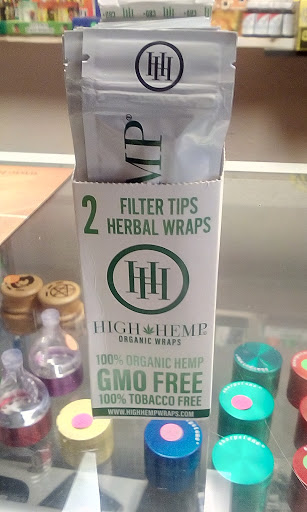 HH
EMP®
2 FILTER TIPS
HERBAL WRAPS
HH
HIGH HEMP®
ORGANIC WRAPS
100% ORGANIC HEMP
GMO FREE
100% TOBACCO FREE
WWW.HIGHHEMPWRAPS.COM